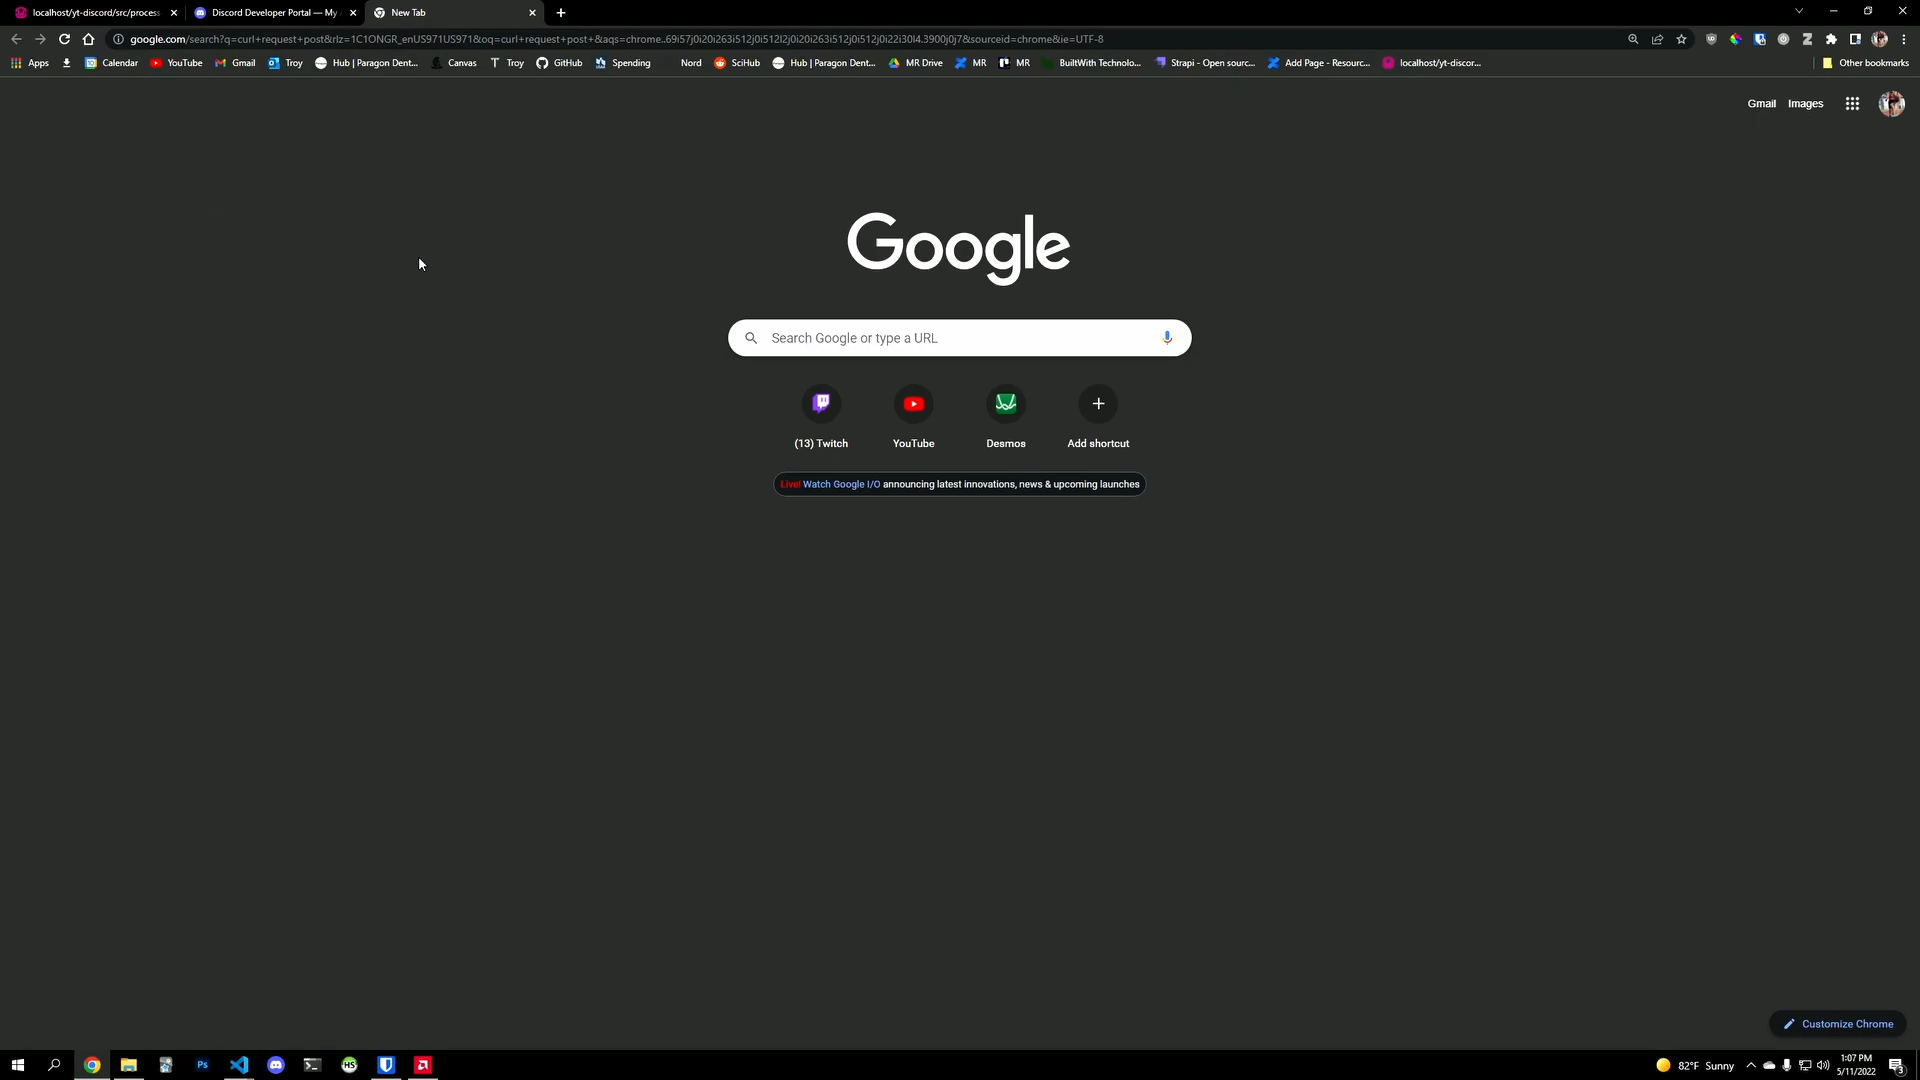 localhost/yt-discord/src/process
Discord Developer Portal — My
New Tab
google.com/search?q=curl+request+post&rlz=1C1ONGR_enUS971US971&oq=curl+request+post+&aqs=chrome..69i57j0i20i263i512j0i512l2j0i20i263i512j0i512j0i22i30l4.3900j0j7&sourceid=chrome&ie=UTF-8
Apps Calendar YouTube Gmail Troy Hub | Paragon Dent... Canvas Troy GitHub Spending Nord SciHub Hub | Paragon Dent... MR Drive MR MR BuiltWith Technolo... Strapi - Open sourc... Add Page - Resourc... localhost/yt-discor... Other bookmarks
Gmail Images
Google
Search Google or type a URL
(13) Twitch YouTube Desmos Add shortcut
Live! Watch Google I/O announcing latest innovations, news & upcoming launches
Customize Chrome
Ps
HS
82°F Sunny
1:07 PM
5/11/2022
3